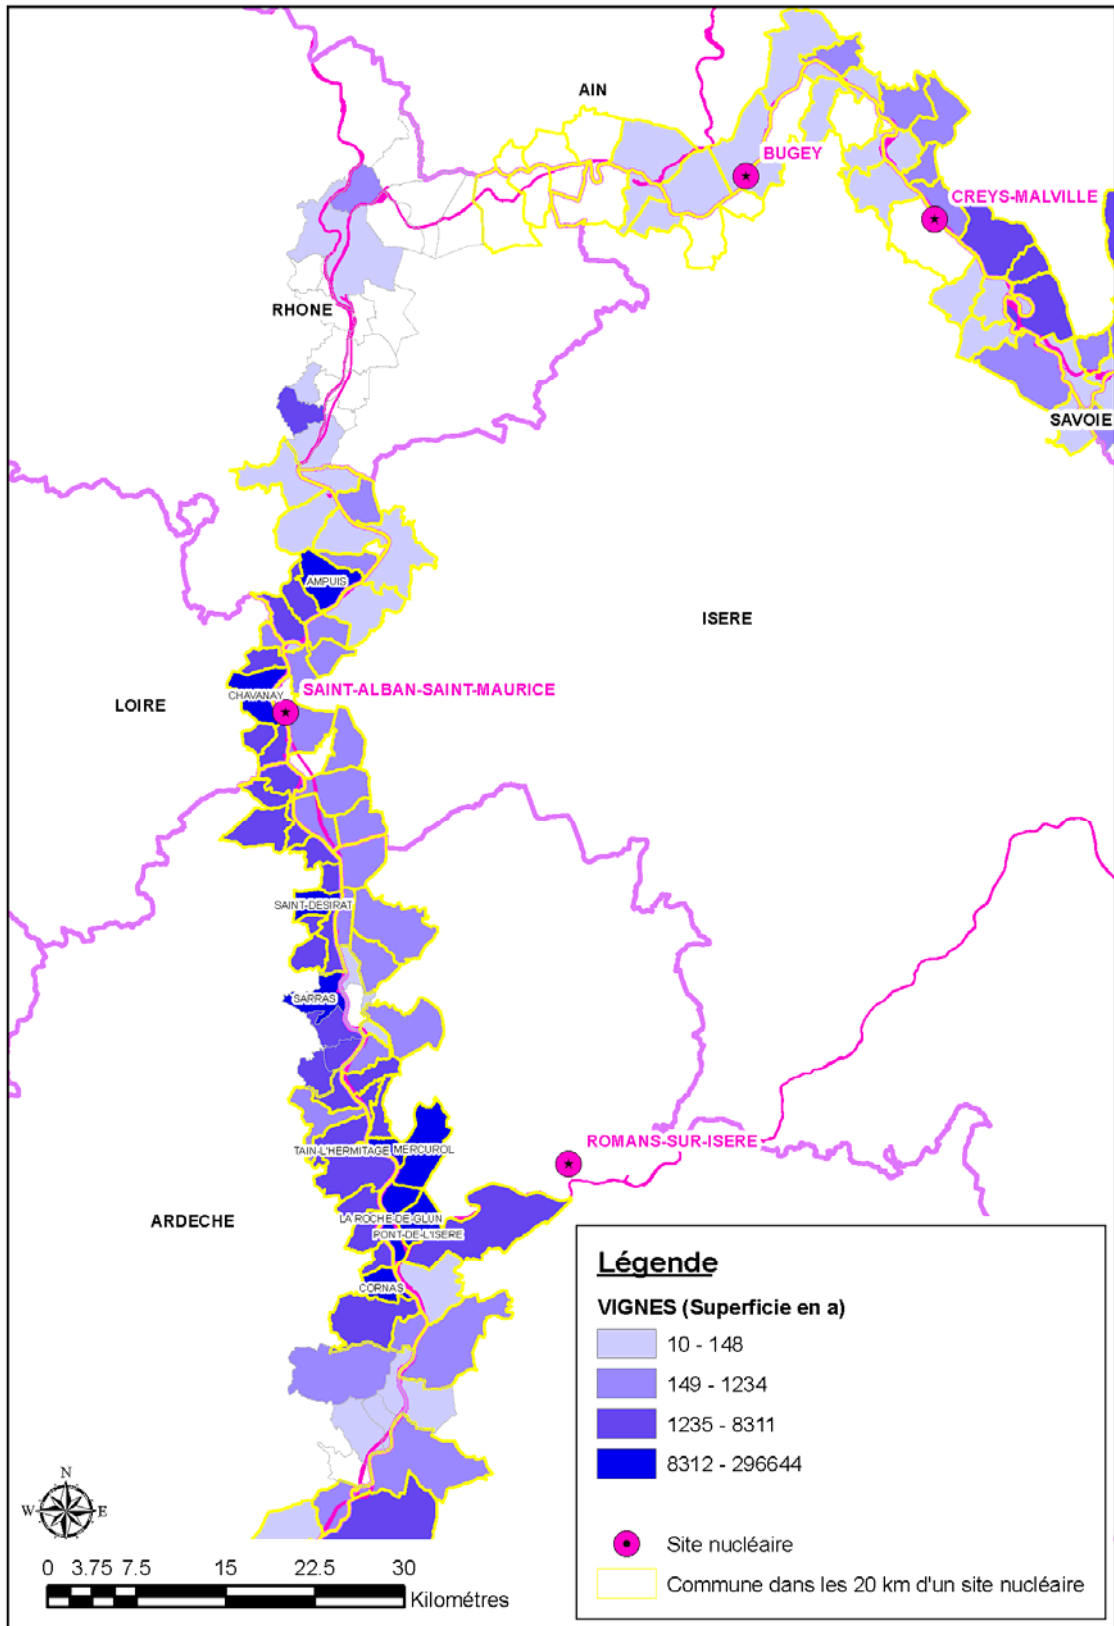 AIN
BUGEY
CREYS-MALVILLE
RHONE
SAVOIE
AMPUIS
ISERE
CHAVANAY
SAINT-ALBAN-SAINT-MAURICE
LOIRE
SAINT-DESIRAT
SARRAS
TAIN-L'HERMITAGE
MERCUROL
ROMANS-SUR-ISERE
ARDECHE
LA ROCHE-DE-GLUN
PONT-DE-L'ISERE
CORNAS
Légende
VIGNES (Superficie en a)
10 - 148
149 - 1234
1235 - 8311
8312 - 296644
Site nucléaire
Commune dans les 20 km d'un site nucléaire
N
W E
S
0 3.75 7.5 15 22.5 30
Kilométres